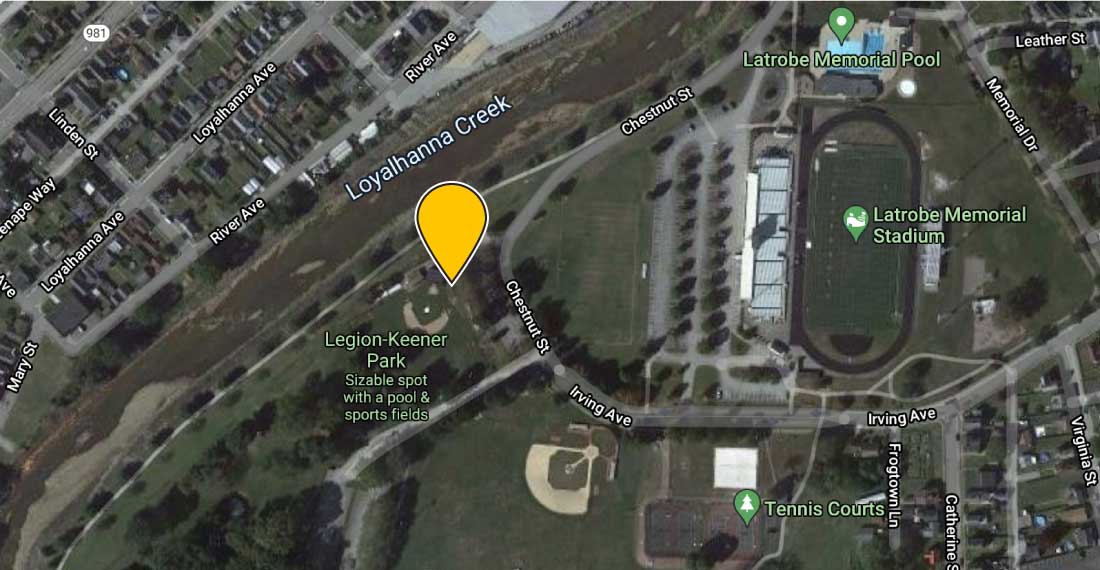 981
Leather St
River Ave
Latrobe Memorial Pool
Loyalhanna Ave
Memorial Dr
Chestnut St
Linden St
Loyalhanna Creek
Lenape Way
River Ave
Latrobe Memorial
Stadium
Loyalhanna Ave
Ave
Chestnut St
Legion-Keener
Park
Sizable spot
with a pool &
sports fields
Mary St
Irving Ave
Irving Ave
Virginia St
Frogtown Ln
Tennis Courts
Catherine S